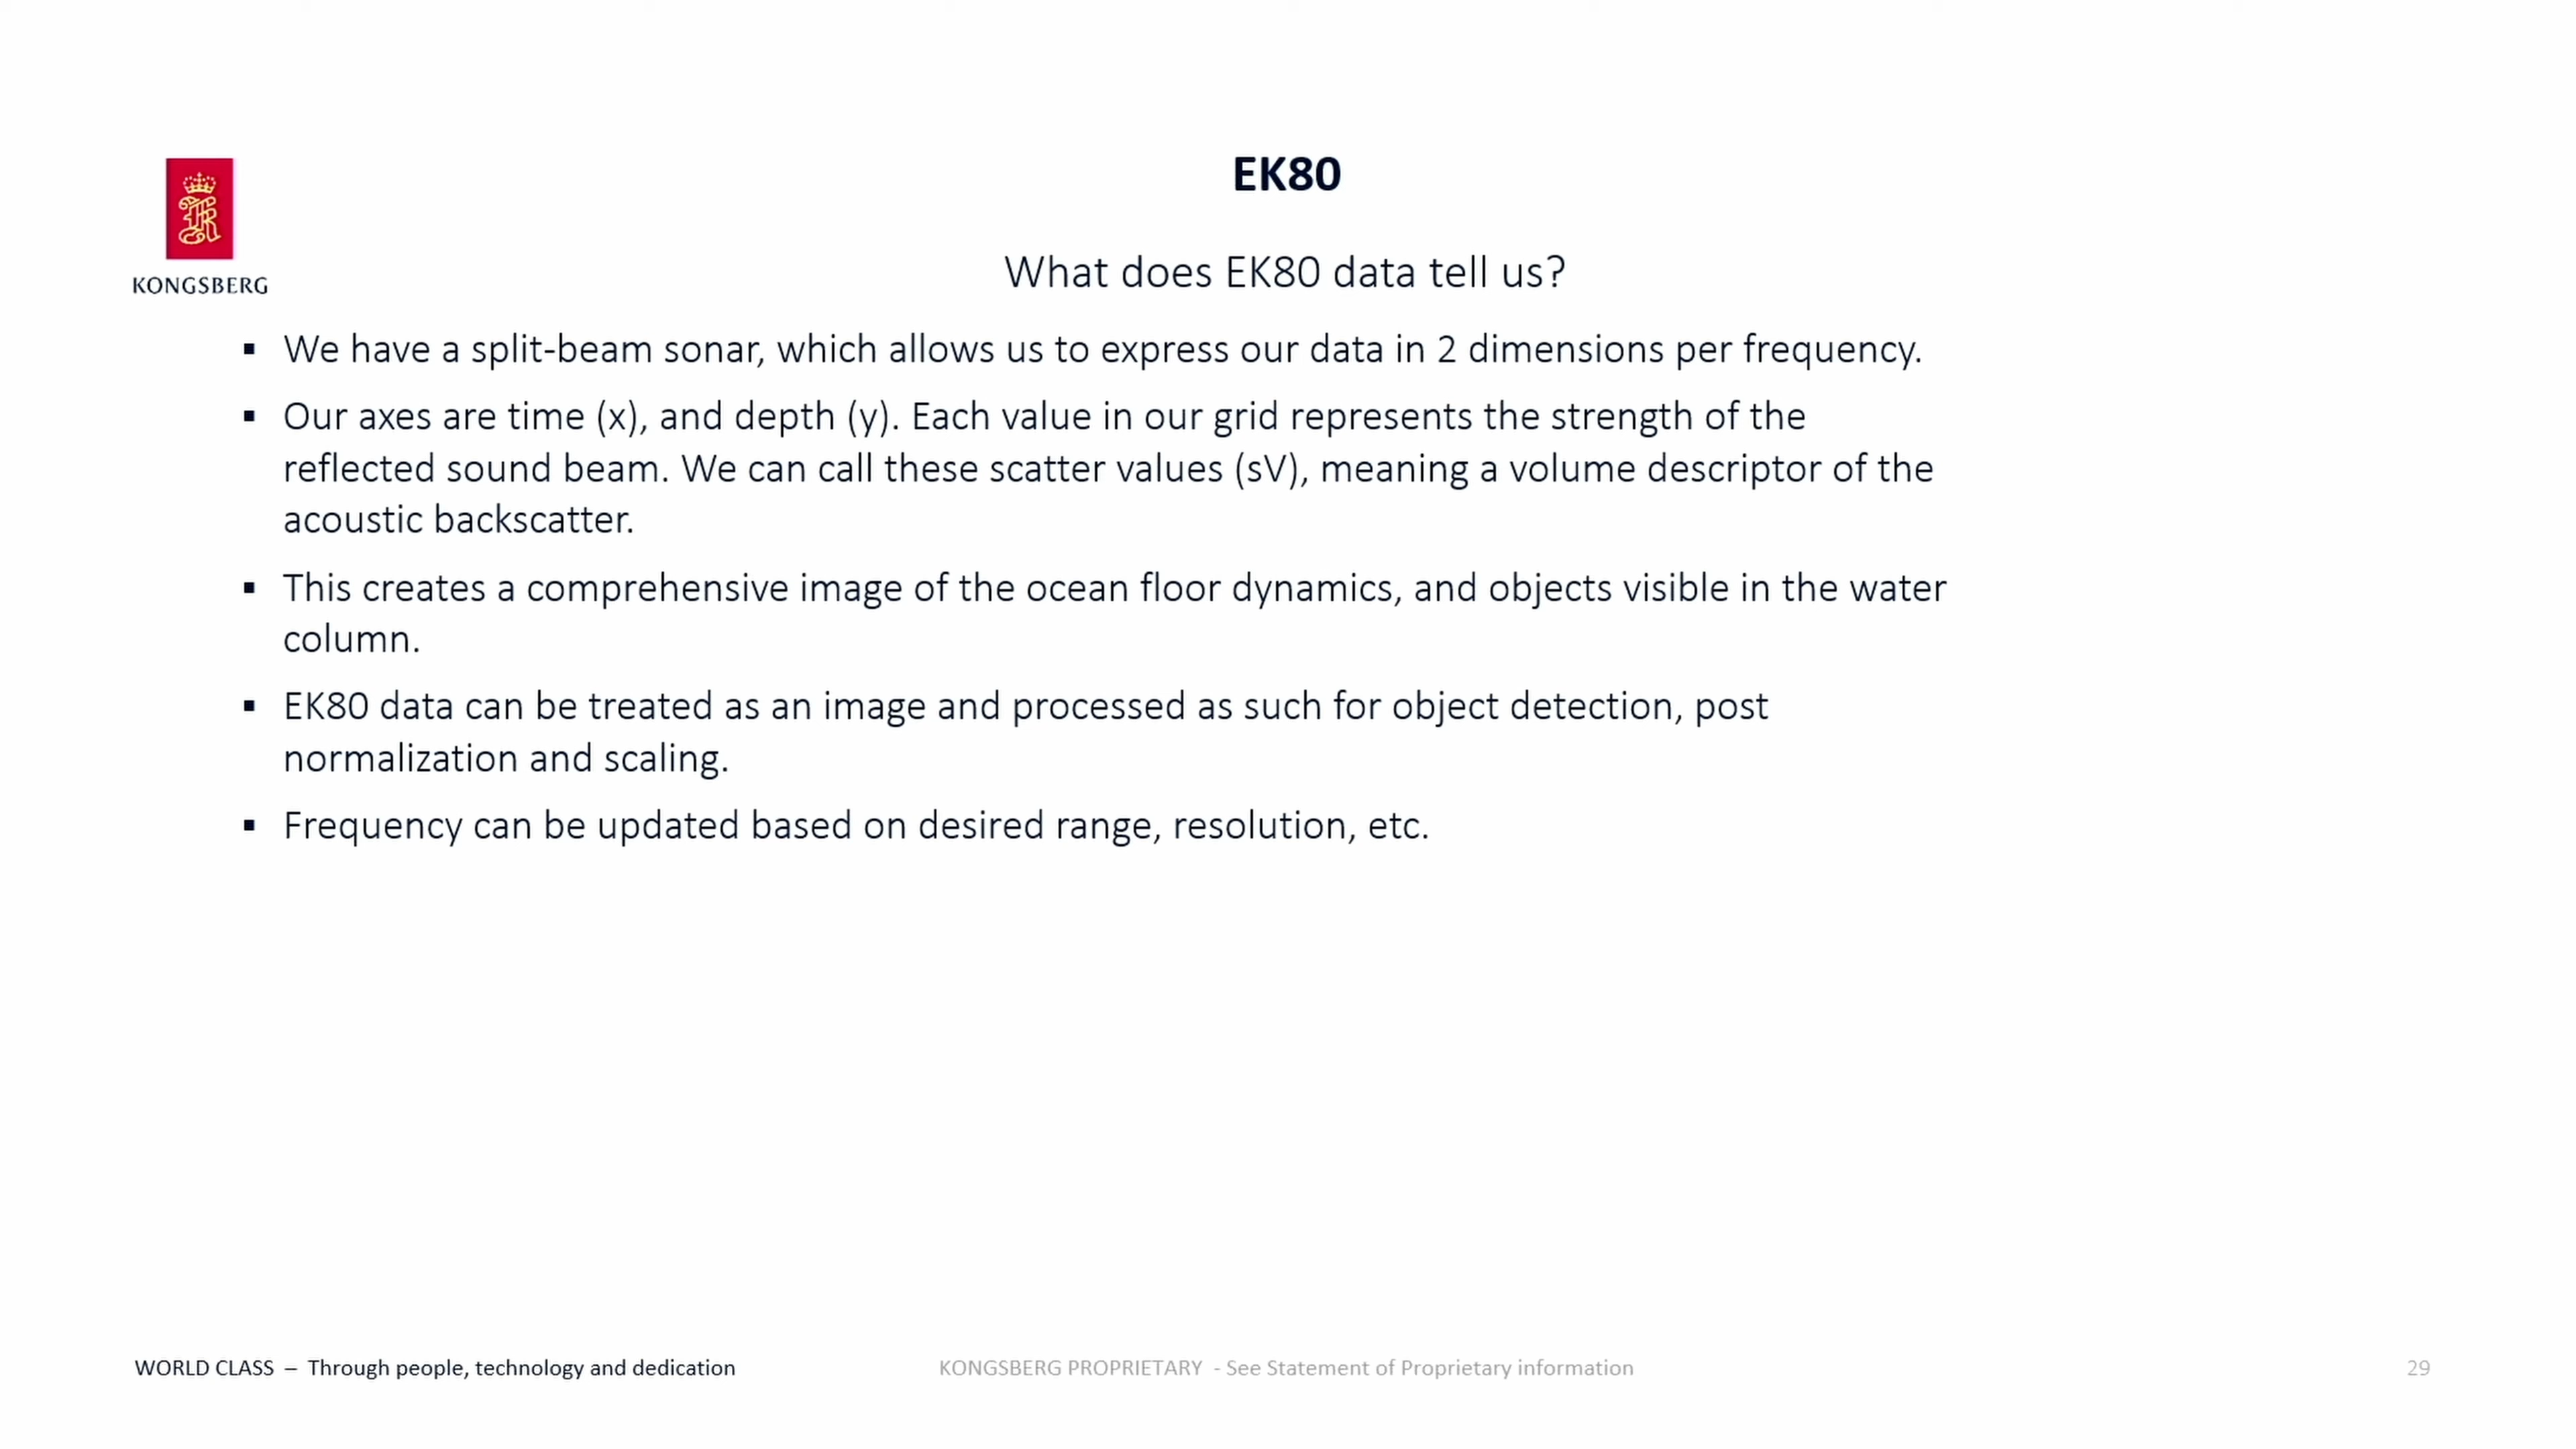 EK80
KONGSBERG
What does EK80 data tell us?
▪ We have a split-beam sonar, which allows us to express our data in 2 dimensions per frequency.
▪ Our axes are time (x), and depth (y). Each value in our grid represents the strength of the
reflected sound beam. We can call these scatter values (sV), meaning a volume descriptor of the
acoustic backscatter.
▪ This creates a comprehensive image of the ocean floor dynamics, and objects visible in the water
column.
▪ EK80 data can be treated as an image and processed as such for object detection, post
normalization and scaling.
▪ Frequency can be updated based on desired range, resolution, etc.
WORLD CLASS – Through people, technology and dedication
KONGSBERG PROPRIETARY - See Statement of Proprietary information
29